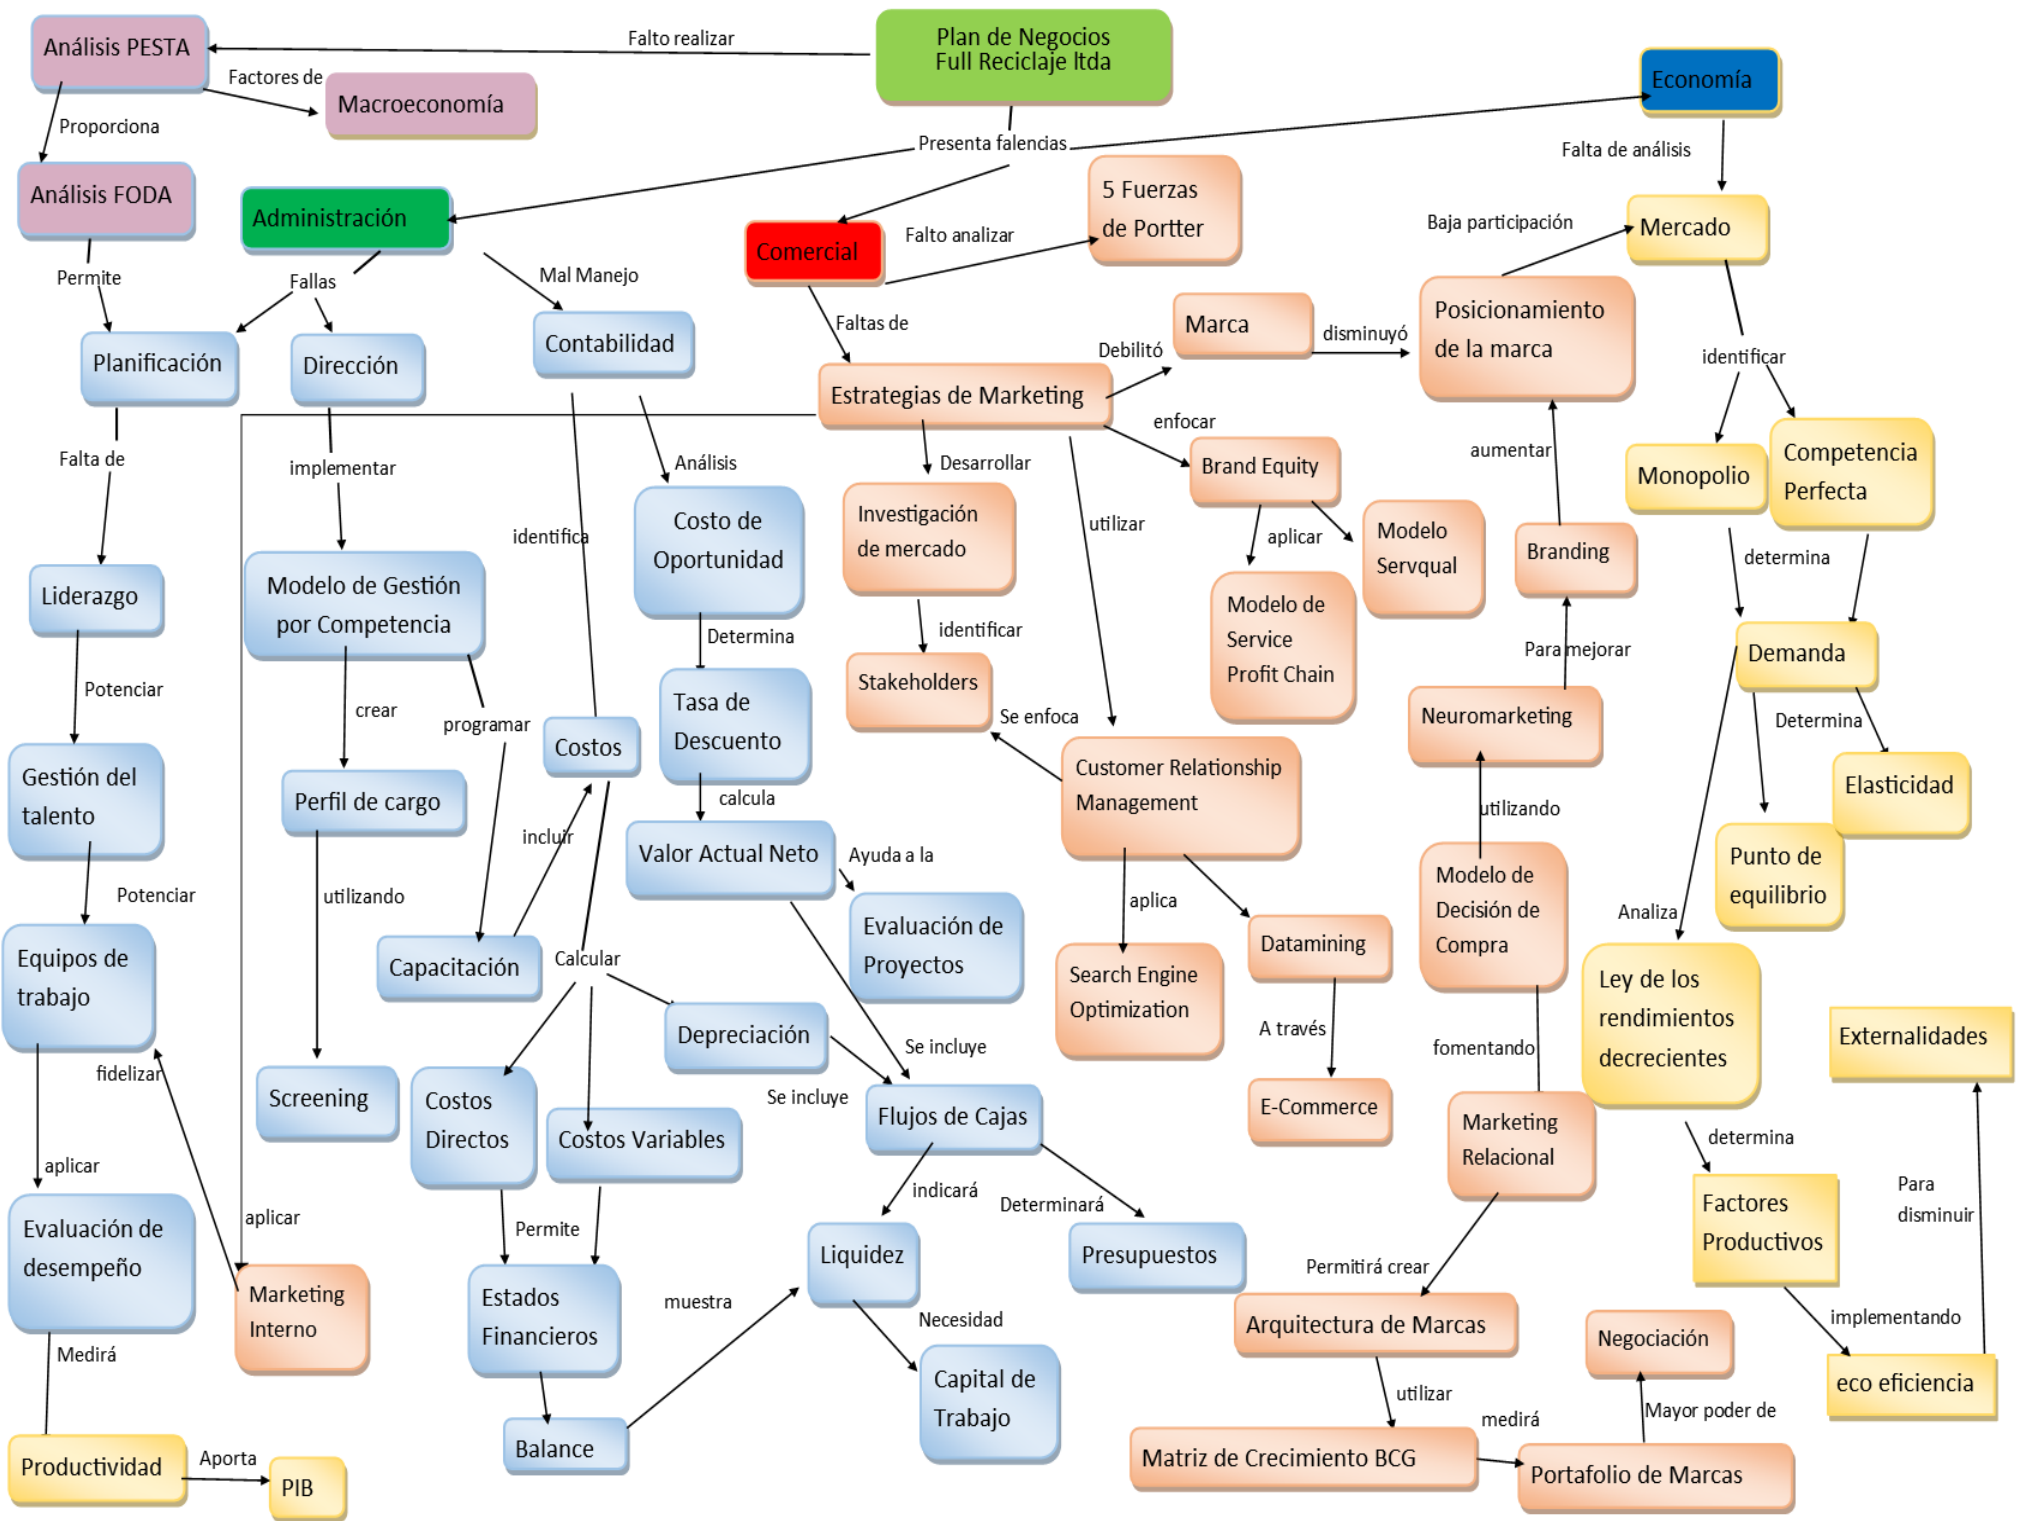 Plan de Negocios
Full Reciclaje ltda
Falto realizar
Análisis PESTA
Factores de
Macroeconomía
Proporciona
Análisis FODA
Permite
Presenta falencias
Economía
Falta de análisis
Administración
Comercial
Falto analizar
5 Fuerzas
de Portter
Baja participación
Mercado
Fallas
Mal Manejo
Planificación
Dirección
Contabilidad
Faltas de
Estrategias de Marketing
Debilitó
Marca
disminuyó
Posicionamiento
de la marca
identificar
Monopolio
Competencia
Perfecta
Falta de
implementar
identifica
Análisis
Costo de
Oportunidad
Desarrollar
Investigación
de mercado
utilizar
enfocar
Brand Equity
aplicar
Modelo
Servqual
Modelo de
Service
Profit Chain
aumentar
Branding
determina
Liderazgo
Modelo de Gestión
por Competencia
Determina
identificar
Stakeholders
Se enfoca
Para mejorar
Neuromarketing
Demanda
Determina
Potenciar
crear
programar
Costos
Tasa de
Descuento
Customer Relationship
Management
Elasticidad
Gestión del
talento
Perfil de cargo
incluir
calcula
Valor Actual Neto
Ayuda a la
Evaluación de
Proyectos
utilizando
Modelo de
Decisión de
Compra
Punto de
equilibrio
Analiza
Potenciar
utilizando
aplica
Equipos de
trabajo
Capacitación
Calcular
Search Engine
Optimization
Datamining
Ley de los
rendimientos
decrecientes
Depreciación
Se incluye
A través
fomentando
Externalidades
fidelizar
Screening
Costos
Directos
Costos Variables
Se incluye
Flujos de Cajas
E-Commerce
Marketing
Relacional
determina
aplicar
Evaluación de
desempeño
aplicar
Permite
indicará
Determinará
Factores
Productivos
Para
disminuir
Marketing
Interno
Estados
Financieros
muestra
Liquidez
Presupuestos
Permitirá crear
Arquitectura de Marcas
Negociación
implementando
Medirá
Necesidad
Capital de
Trabajo
utilizar
eco eficiencia
Productividad
Aporta
PIB
Balance
Matriz de Crecimiento BCG
medirá
Mayor poder de
Portafolio de Marcas